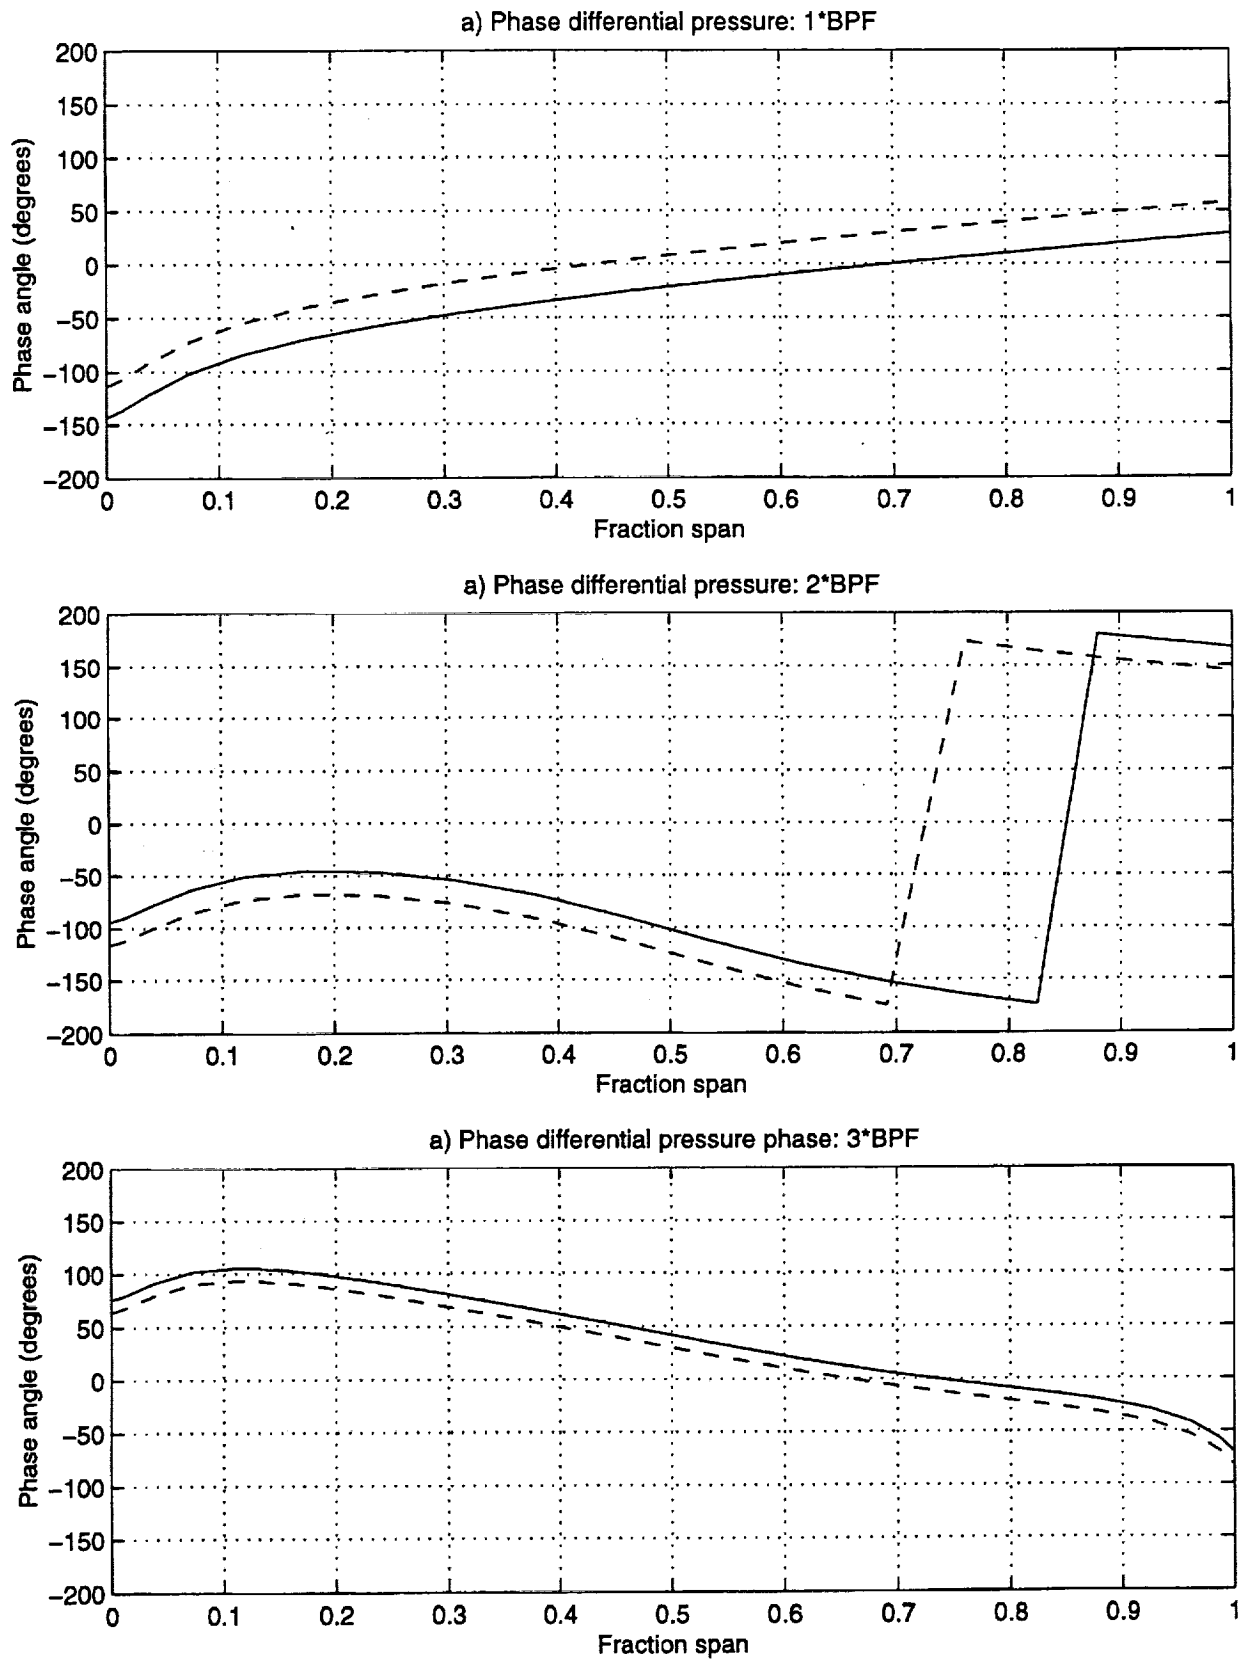 a) Phase differential pressure: 1*BPF
200
150
100
50
0
−50
−100
−150
−200
Phase angle (degrees)
0 0.1 0.2 0.3 0.4 0.5 0.6 0.7 0.8 0.9 1
Fraction span
a) Phase differential pressure: 2*BPF
200
150
100
50
0
−50
−100
−150
−200
Phase angle (degrees)
0 0.1 0.2 0.3 0.4 0.5 0.6 0.7 0.8 0.9 1
Fraction span
a) Phase differential pressure phase: 3*BPF
200
150
100
50
0
−50
−100
−150
−200
Phase angle (degrees)
0 0.1 0.2 0.3 0.4 0.5 0.6 0.7 0.8 0.9 1
Fraction span